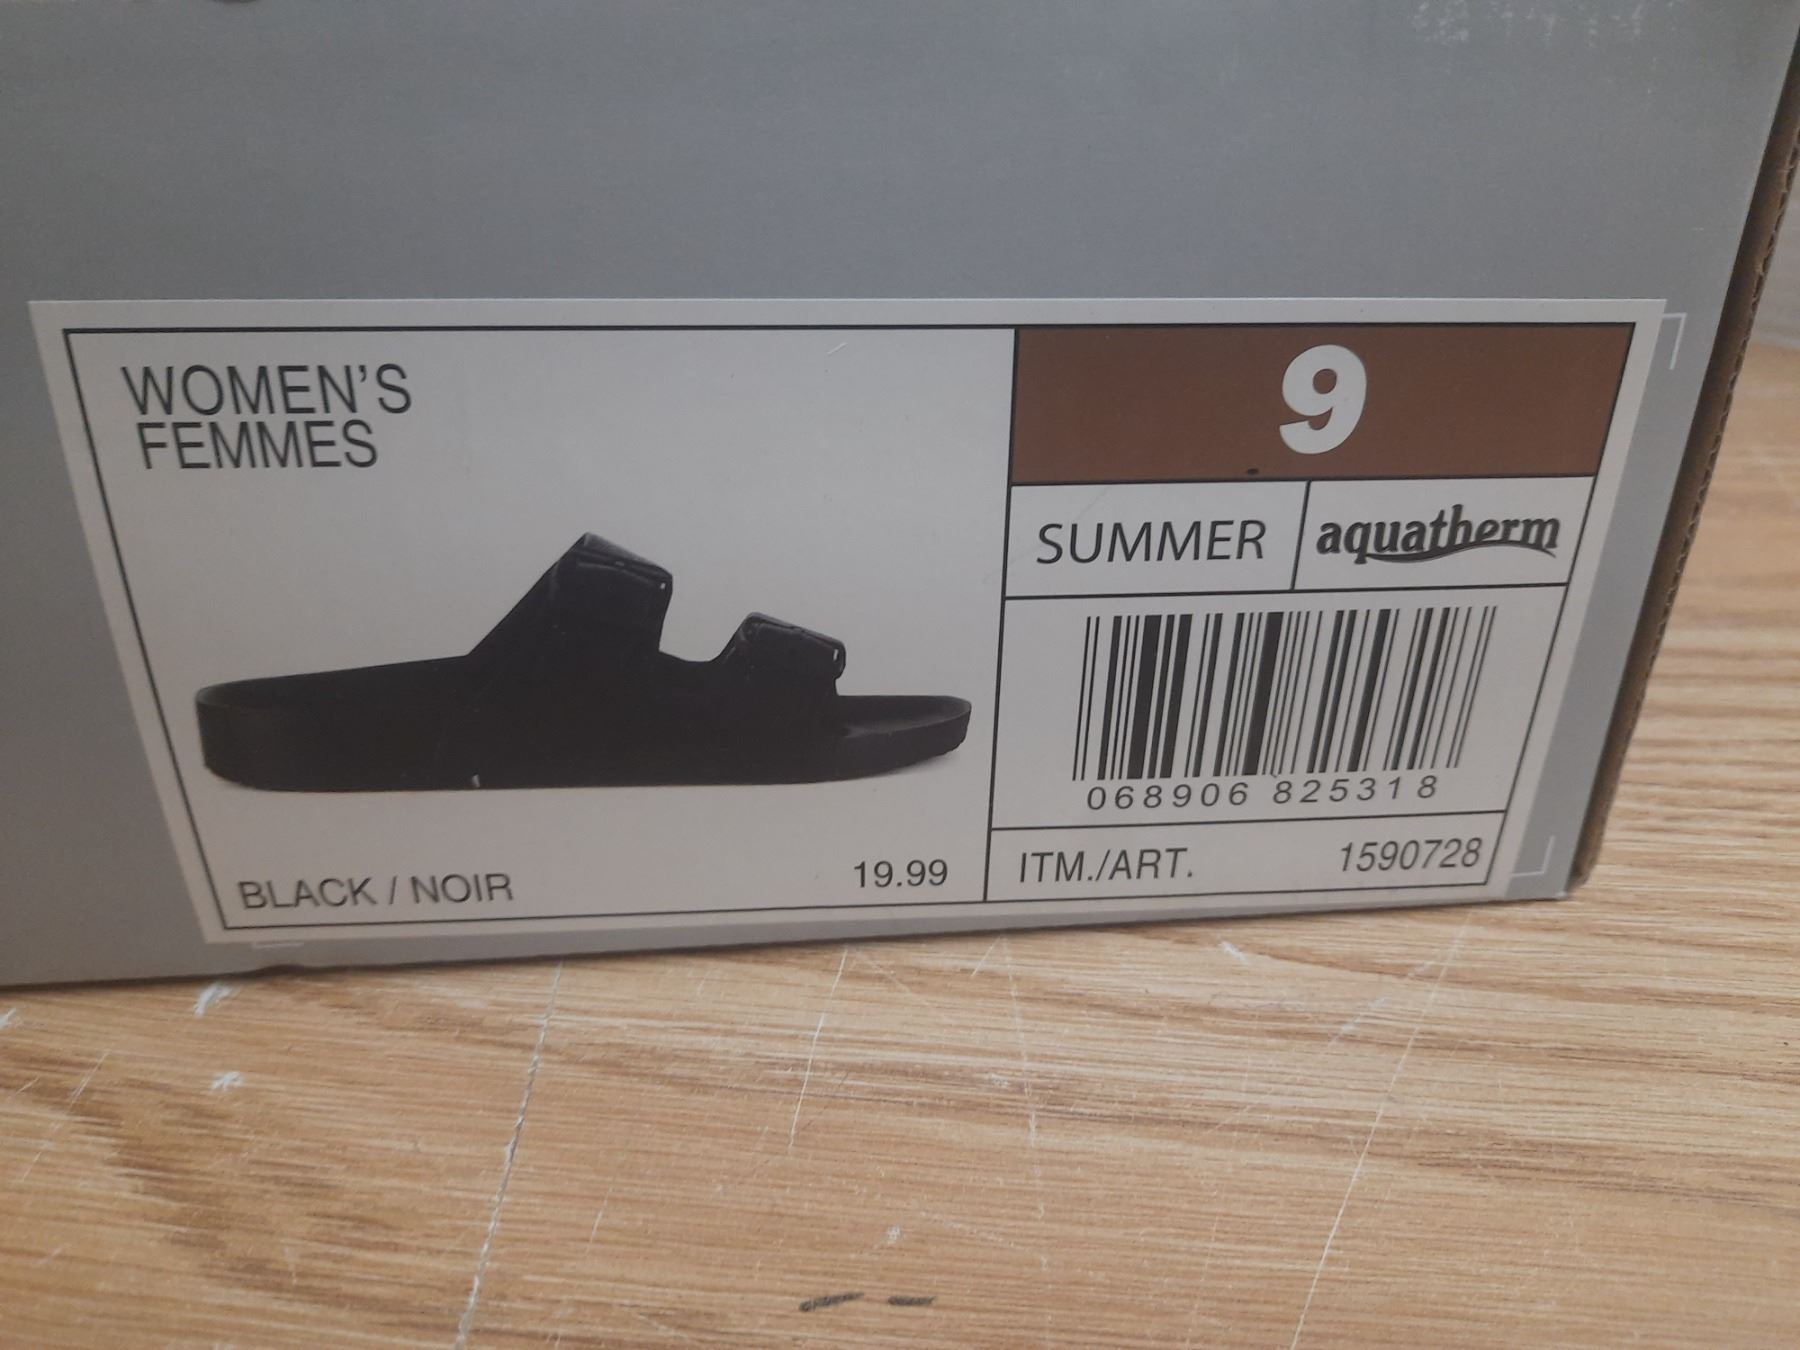 WOMEN'S
FEMMES
9
SUMMER
aquatherm
068906 825318
BLACK / NOIR
19.99
ITM./ART.
1590728